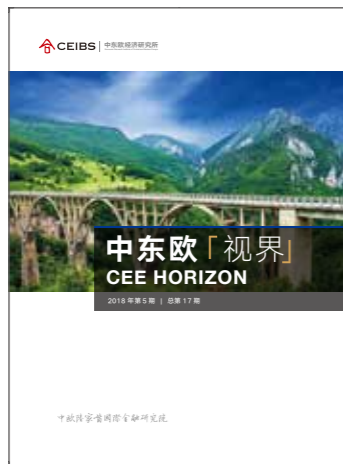 CEIBS | 中东欧经济研究所
中东欧「视界」
CEE HORIZON
2018 年第 5 期 | 总第 17 期
中欧陆家嘴国际金融研究院